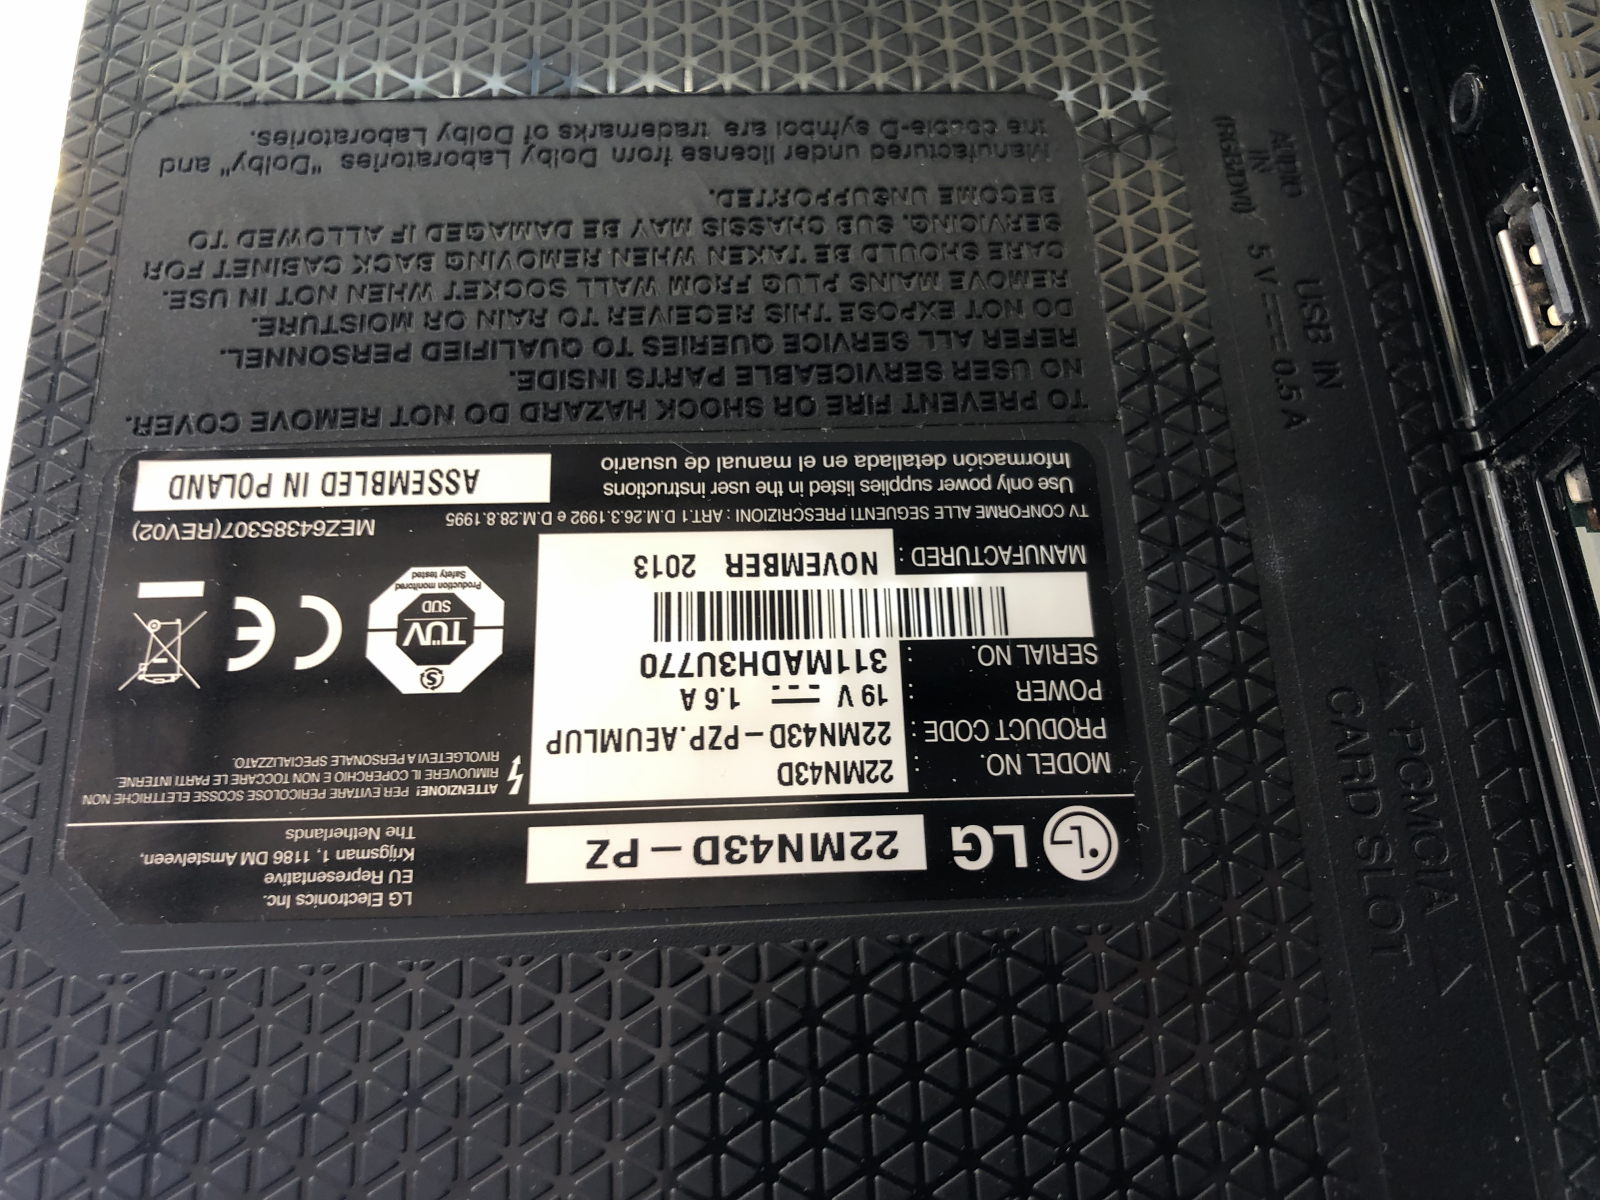 LG 22MN43D-PZ
LG Electronics Inc.
EU Representative
Krijgsman 1, 1186 DM Amstelveen,
The Netherlands
MODEL NO. : 22MN43D
PRODUCT CODE : 22MN43D-PZP.AEUMLUP
POWER : 19 V 1.6 A
SERIAL NO. : 311MADH3U770
MANUFACTURED : NOVEMBER 2013
ATTENZIONE! PER EVITARE PERICOLOSE SCOSSE ELETTRICHE NON
RIMUOVERE IL COPERCHIO E NON TOCCARE LE PARTI INTERNE.
RIVOLGETEVI A PERSONALE SPECIALIZZATO.
TÜV
SUD
Production monitored
Safety tested
CE
TV CONFORME ALLE SEGUENTI PRESCRIZIONI : ART.1 D.M.26.3.1992 e D.M.28.8.1995
MEZ64385307(REV02)
Use only power supplies listed in the user instructions
Información detallada en el manual de usuario
ASSEMBLED IN POLAND
TO PREVENT FIRE OR SHOCK HAZARD DO NOT REMOVE COVER.
NO USER SERVICEABLE PARTS INSIDE.
REFER ALL SERVICE QUERIES TO QUALIFIED PERSONNEL.
DO NOT EXPOSE THIS RECEIVER TO RAIN OR MOISTURE.
REMOVE MAINS PLUG FROM WALL SOCKET WHEN NOT IN USE.
CARE SHOULD BE TAKEN WHEN REMOVING BACK CABINET FOR
SERVICING. SUB CHASSIS MAY BE DAMAGED IF ALLOWED TO
BECOME UNSUPPORTED.
Manufactured under license from Dolby Laboratories. "Dolby" and
the double-D symbol are trademarks of Dolby Laboratories.
PCMCIA
CARD SLOT
USB IN
5 V 0.5 A
AUDIO
IN
(RGB/DVI)